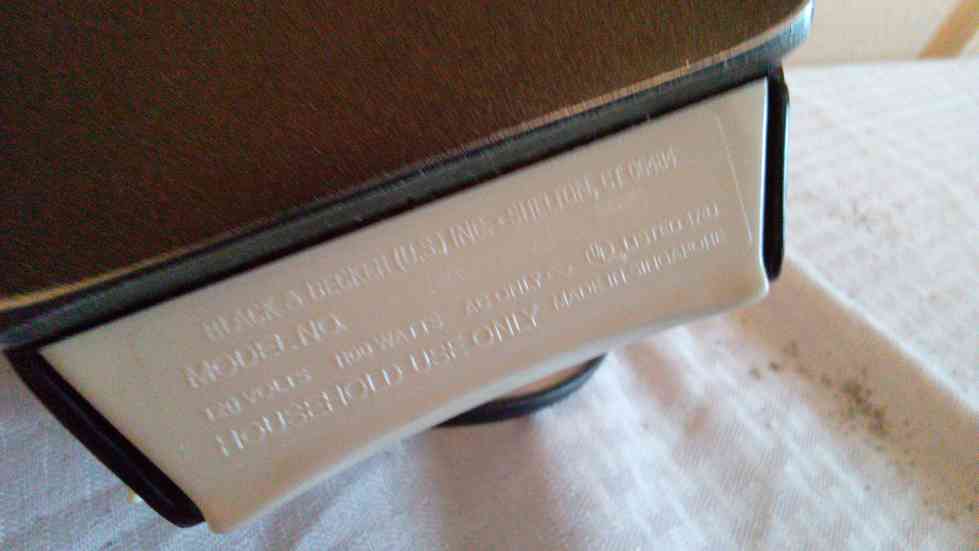 BLACK & DECKER (U.S.) INC. • SHELTON, CT 06484
MODEL NO.
120 VOLTS 1100 WATTS AC ONLY UL LISTED
HOUSEHOLD USE ONLY MADE IN SINGAPORE